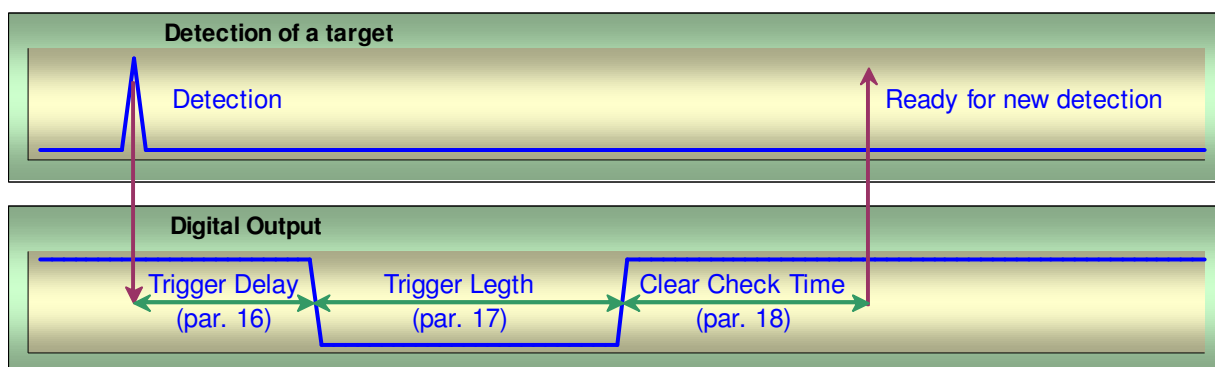 Detection of a target
Detection
Ready for new detection
Digital Output
Trigger Delay
(par. 16)
Trigger Legth
(par. 17)
Clear Check Time
(par. 18)